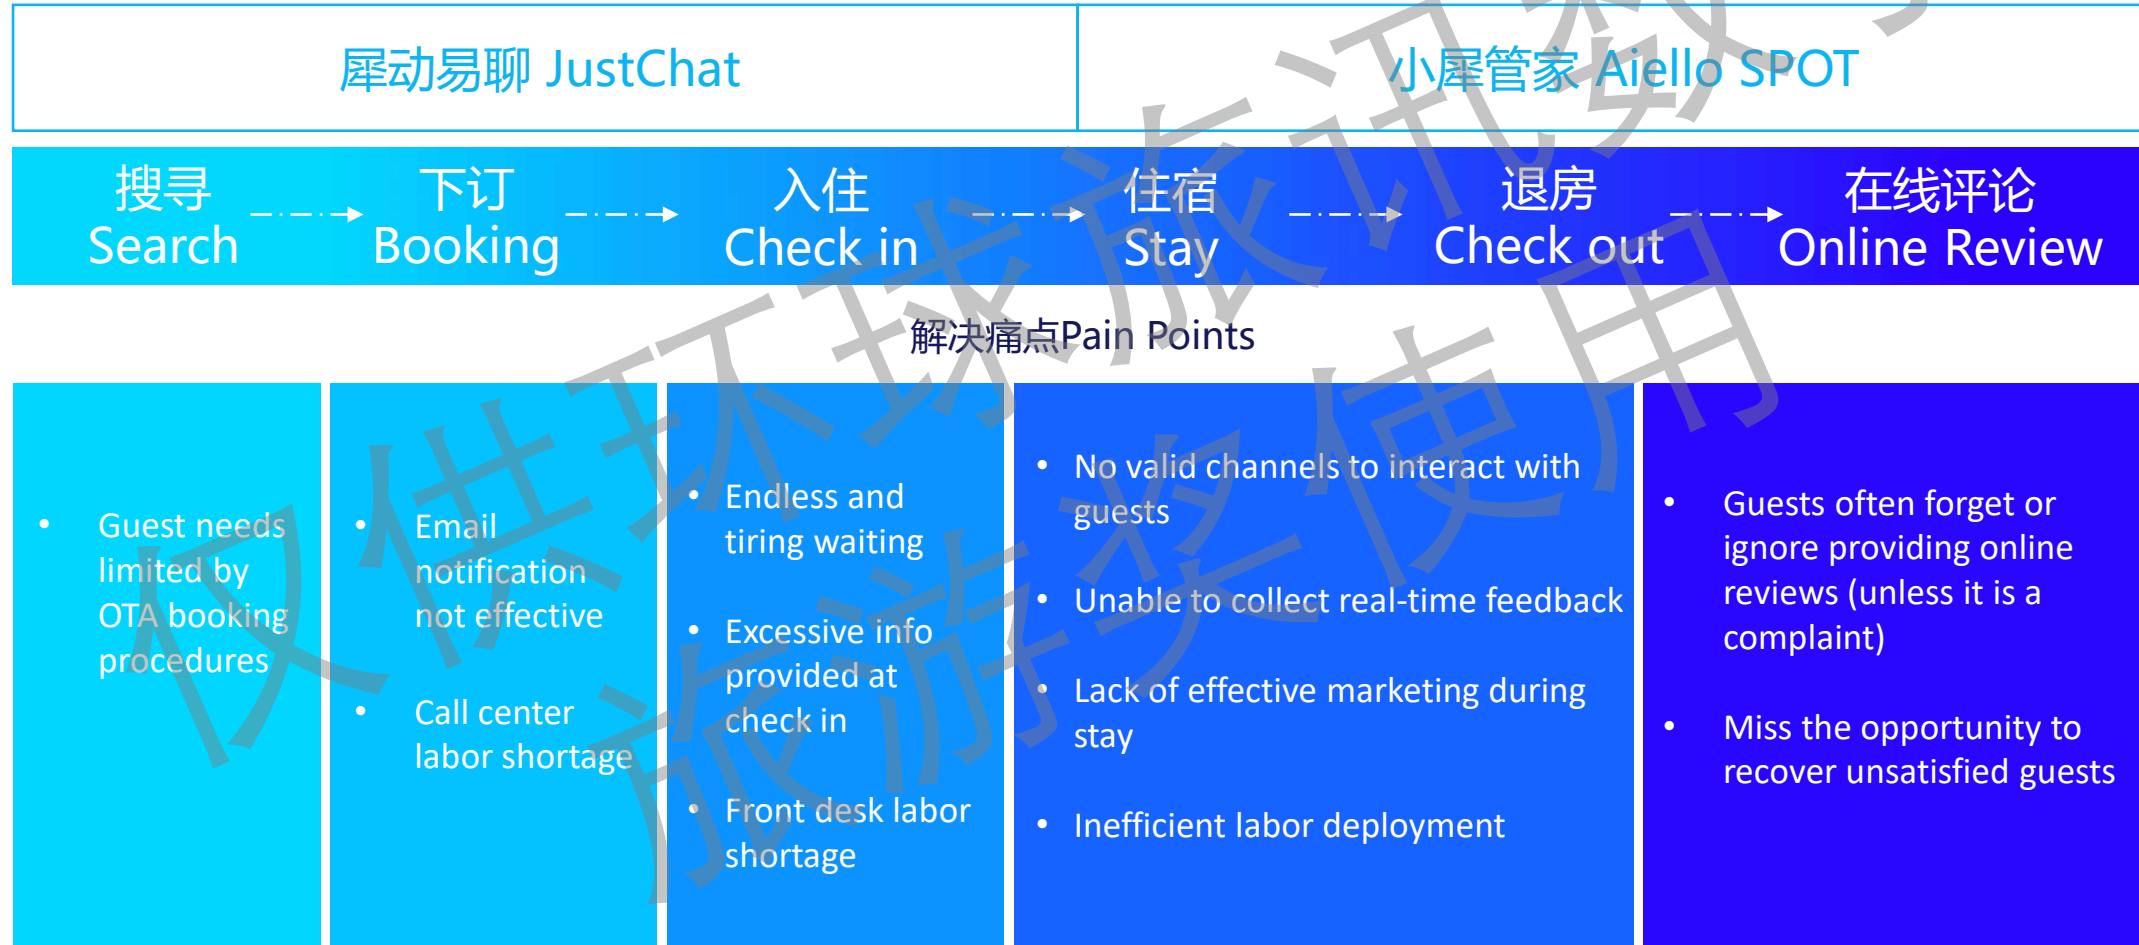 犀动易聊 JustChat
小犀管家 Aiello SPOT
搜寻
Search
下订
Booking
入住
Check in
住宿
Stay
退房
Check out
在线评论
Online Review
解决痛点Pain Points
• Guest needs
limited by
OTA booking
procedures
• Email
notification
not effective
• Call center
labor shortage
• Endless and
tiring waiting
• Excessive info
provided at
check in
• Front desk labor
shortage
• No valid channels to interact with
guests
• Unable to collect real-time feedback
• Lack of effective marketing during
stay
• Inefficient labor deployment
• Guests often forget or
ignore providing online
reviews (unless it is a
complaint)
• Miss the opportunity to
recover unsatisfied guests
仅供环球旅讯数
旅游奖使用